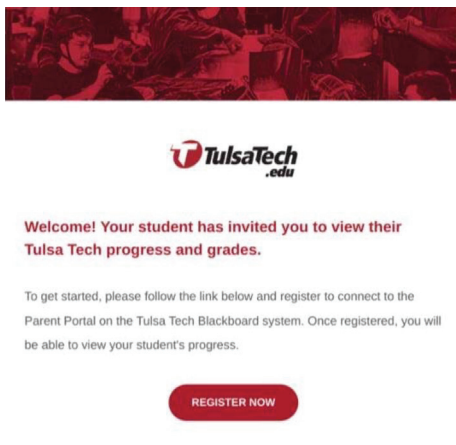 TulsaTech
.edu
Welcome! Your student has invited you to view their
Tulsa Tech progress and grades.
To get started, please follow the link below and register to connect to the
Parent Portal on the Tulsa Tech Blackboard system. Once registered, you will
be able to view your student's progress.
REGISTER NOW